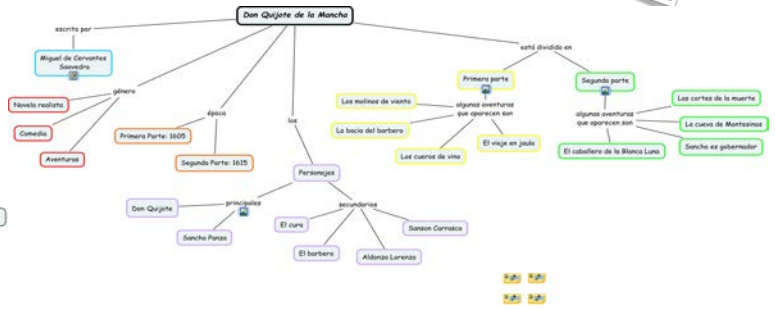 Don Quijote de la Mancha
escrito por
Miguel de Cervantes
Saavedra
género
Novela realista
Comedia
Aventuras
época
Primera Parte: 1605
Segunda Parte: 1615
los
Personajes
principales
Don Quijote
Sancho Panza
secundarios
El cura
El barbero
Aldonza Lorenzo
Sanson Carrasco
está dividido en
Primera parte
algunas aventuras
que aparecen son
Los molinos de viento
La bacia del barbero
Los cueros de vino
El viaje en jaula
Segunda parte
algunas aventuras
que aparecen son
Las cortes de la muerte
La cueva de Montesinos
Sancho es gobernador
El caballero de la Blanca Luna